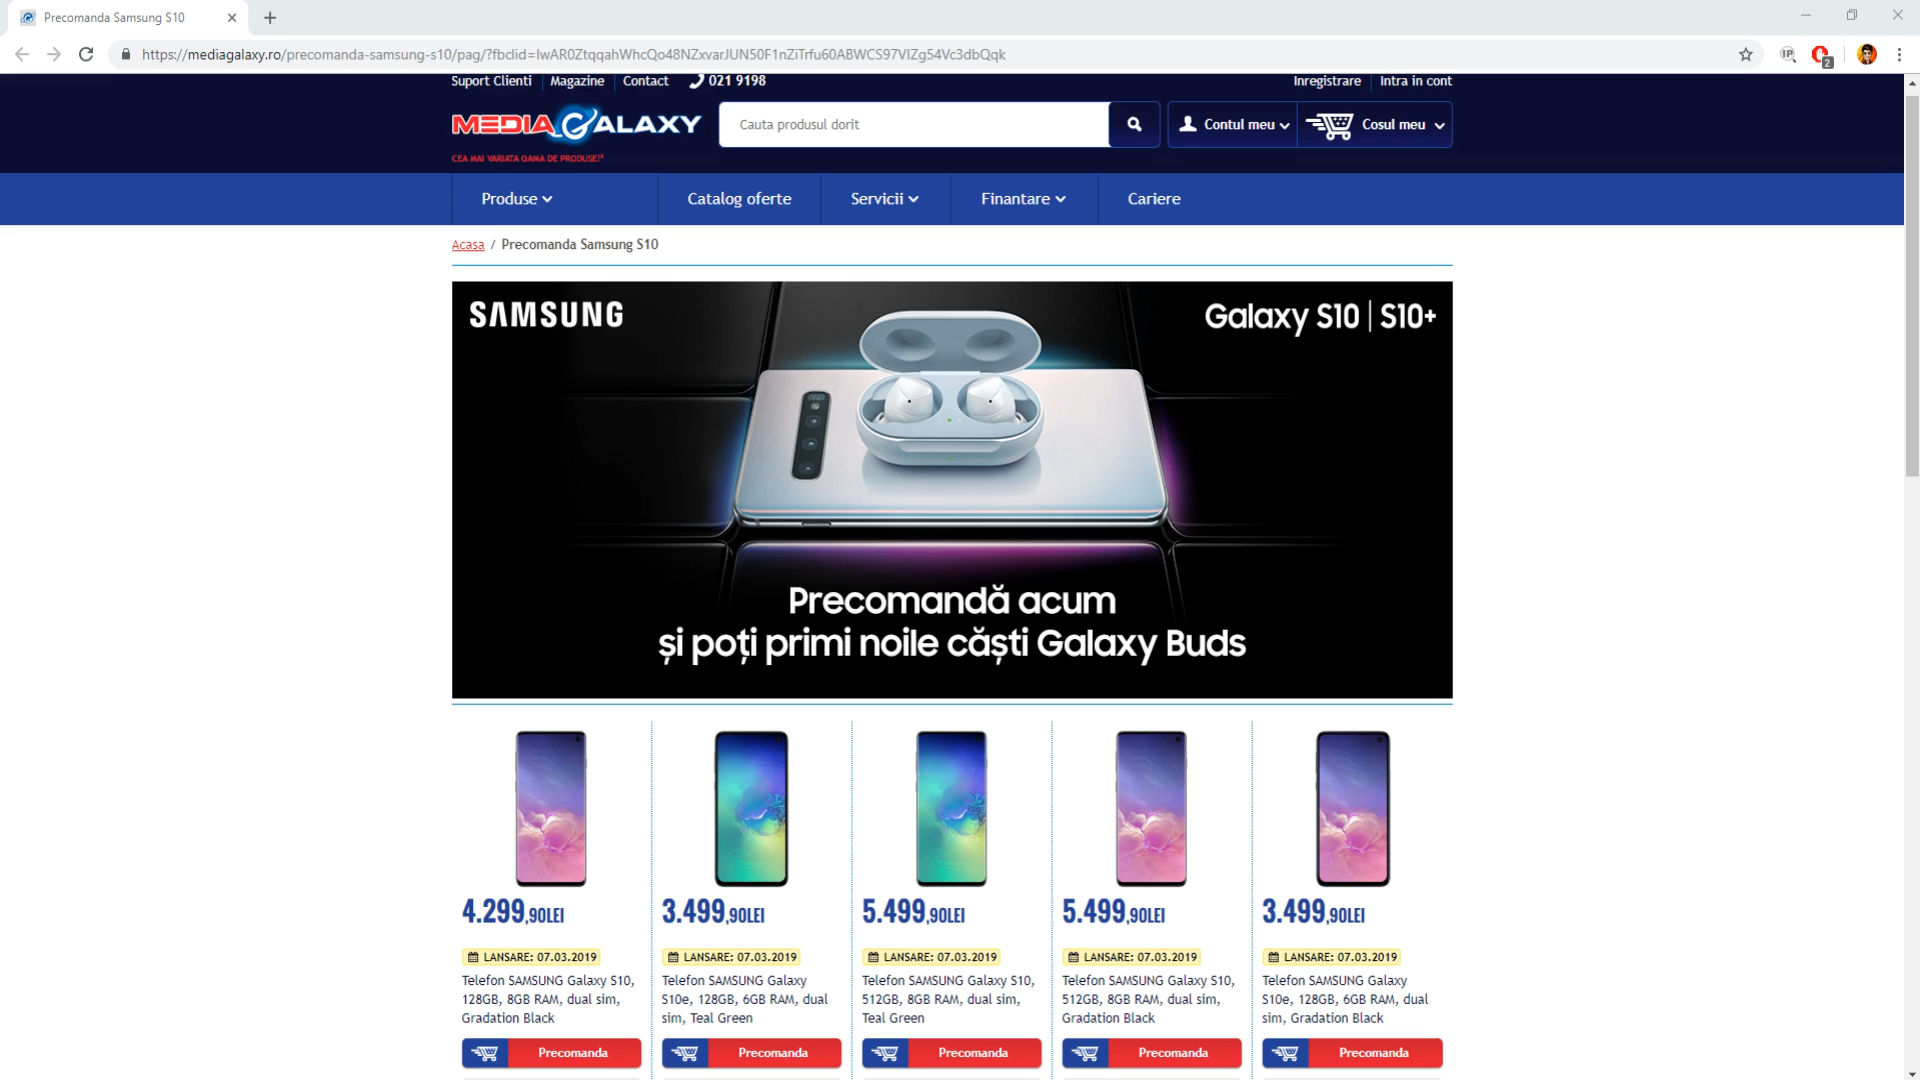 Precomanda Samsung S10
https://mediagalaxy.ro/precomanda-samsung-s10/pag/?fbclid=IwAR0ZtqqahWhcQo48NZxvarJUN50F1nZiTrfu60ABWCS97VIZg54Vc3dbQqk
IP
2
Suport Clienti Magazine Contact 021 9198 Inregistrare Intra in cont
MEDIA GALAXY Cauta produsul dorit Contul meu Cosul meu
CEA MAI VARIATA GAMA DE PRODUSE!*
Produse Catalog oferte Servicii Finantare Cariere
Acasa / Precomanda Samsung S10
SAMSUNG Galaxy S10 | S10+
Precomandă acum
și poți primi noile căști Galaxy Buds
4.299,90LEI
LANSARE: 07.03.2019
Telefon SAMSUNG Galaxy S10,
128GB, 8GB RAM, dual sim,
Gradation Black
Precomanda
3.499,90LEI
LANSARE: 07.03.2019
Telefon SAMSUNG Galaxy
S10e, 128GB, 6GB RAM, dual
sim, Teal Green
Precomanda
5.499,90LEI
LANSARE: 07.03.2019
Telefon SAMSUNG Galaxy S10,
512GB, 8GB RAM, dual sim,
Teal Green
Precomanda
5.499,90LEI
LANSARE: 07.03.2019
Telefon SAMSUNG Galaxy S10,
512GB, 8GB RAM, dual sim,
Gradation Black
Precomanda
3.499,90LEI
LANSARE: 07.03.2019
Telefon SAMSUNG Galaxy
S10e, 128GB, 6GB RAM, dual
sim, Gradation Black
Precomanda